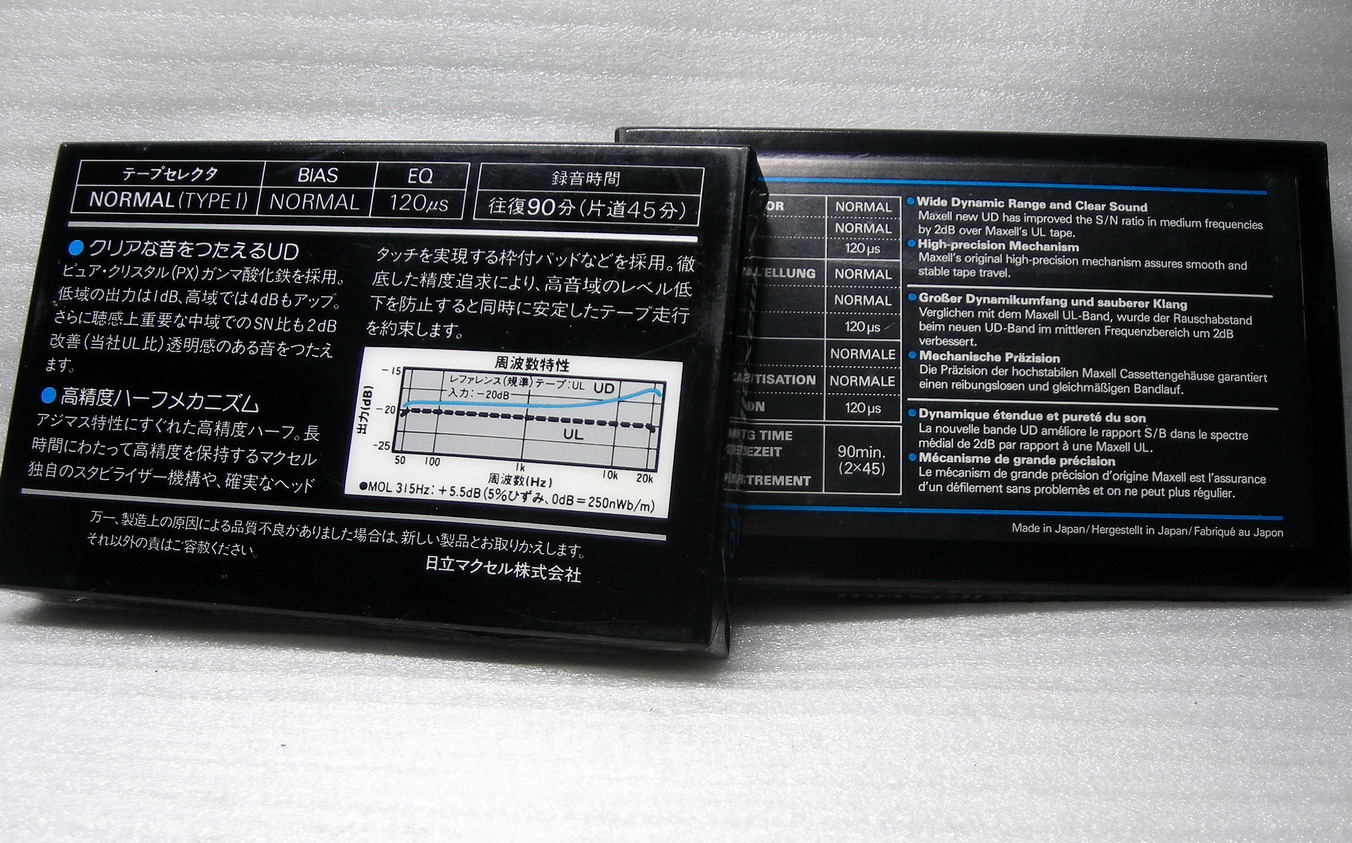 テープセレクタ BIAS EQ
NORMAL (TYPE I) NORMAL 120μs
録音時間
往復90分(片道45分)
●クリアな音をつたえるUD
ピュア・クリスタル(PX)ガンマ酸化鉄を採用。
低域の出力は1dB、高域では4dBもアップ。
さらに聴感上重要な中域でのSN比も2dB
改善(当社UL比)透明感のある音をつたえ
ます。
●高精度ハーフメカニズム
アジマス特性にすぐれた高精度ハーフ。長
時間にわたって高精度を保持するマクセル
独自のスタビライザー機構や、確実なヘッド
タッチを実現する枠付パッドなどを採用。徹
底した精度追求により、高音域のレベル低
下を防止すると同時に安定したテープ走行
を約束します。
周波数特性
レファレンス(規準)テープ:UL
入力:-20dB
UD
UL
出力(dB)
-15
-20
-25
50 100 1k 10k 20k
周波数(Hz)
●MOL 315Hz:+5.5dB(5%ひずみ、0dB=250nWb/m)
万一、製造上の原因による品質不良がありました場合は、新しい製品とお取りかえします。
それ以外の責はご容赦ください。
日立マクセル株式会社
OR NORMAL
NORMAL
120μs
ELLUNG NORMAL
NORMAL
120μs
NORMALE
TISATION NORMALE
ON 120μs
TIME
EZEIT
STREMENT
90min.
(2×45)
●Wide Dynamic Range and Clear Sound
Maxell new UD has improved the S/N ratio in medium frequencies
by 2dB over Maxell's UL tape.
●High-precision Mechanism
Maxell's original high-precision mechanism assures smooth and
stable tape travel.
●Großer Dynamikumfang und sauberer Klang
Verglichen mit dem Maxell UL-Band, wurde der Rauschabstand
beim neuen UD-Band im mittleren Frequenzbereich um 2dB
verbessert.
●Mechanische Präzision
Die Präzision der hochstabilen Maxell Cassettengehäuse garantiert
einen reibungslosen und gleichmäßigen Bandlauf.
●Dynamique étendue et pureté du son
La nouvelle bande UD améliore le rapport S/B dans le spectre
médial de 2dB par rapport à une Maxell UL.
●Mécanisme de grande précision
Le mécanism de grande précision d'origine Maxell est l'assurance
d'un défilement sans problemès et on ne peut plus régulier.
Made in Japan/Hergestellt in Japan/Fabriqué au Japon